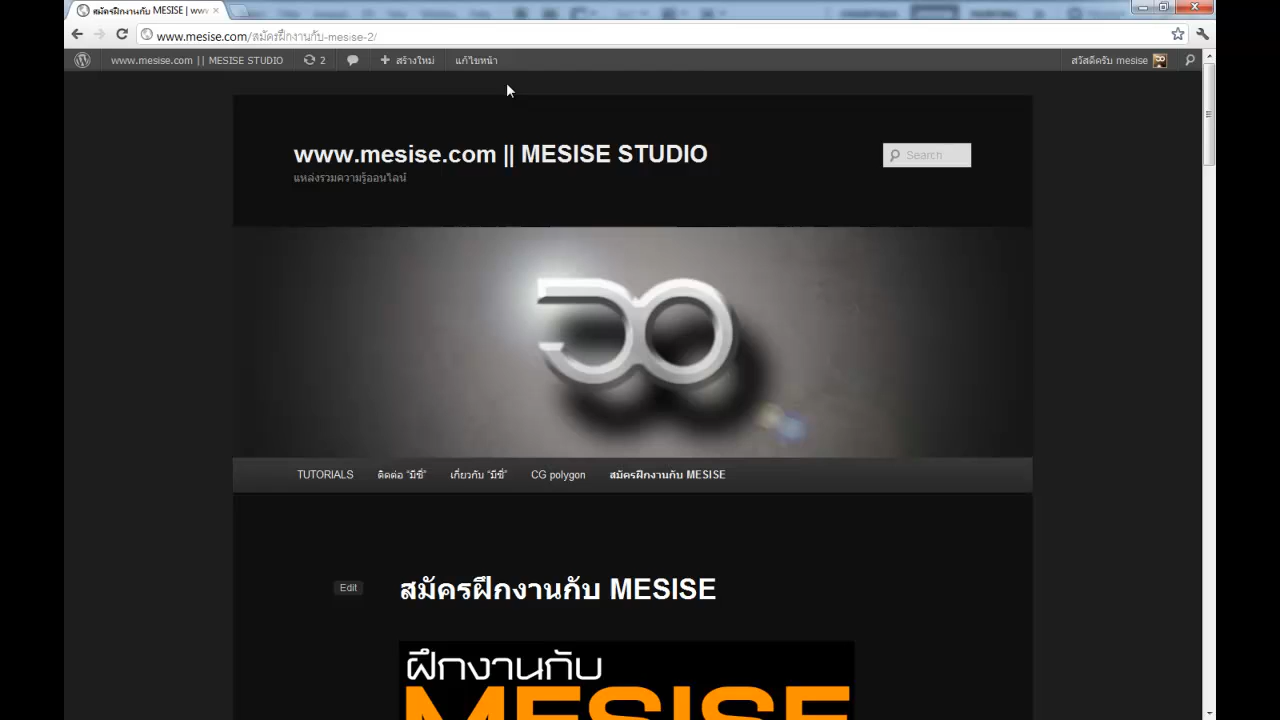 สมัครฝึกงานกับ MESISE | www
www.mesise.com/สมัครฝึกงานกับ-mesise-2/
www.mesise.com || MESISE STUDIO 2 สร้างใหม่ แก้ไขหน้า สวัสดีครับ mesise
www.mesise.com || MESISE STUDIO
Search
แหล่งรวมความรู้ออนไลน์
TUTORIALS ติดต่อ "มีซี่" เกี่ยวกับ "มีซี่" CG polygon สมัครฝึกงานกับ MESISE
Edit สมัครฝึกงานกับ MESISE
ฝึกงานกับ
MESISE